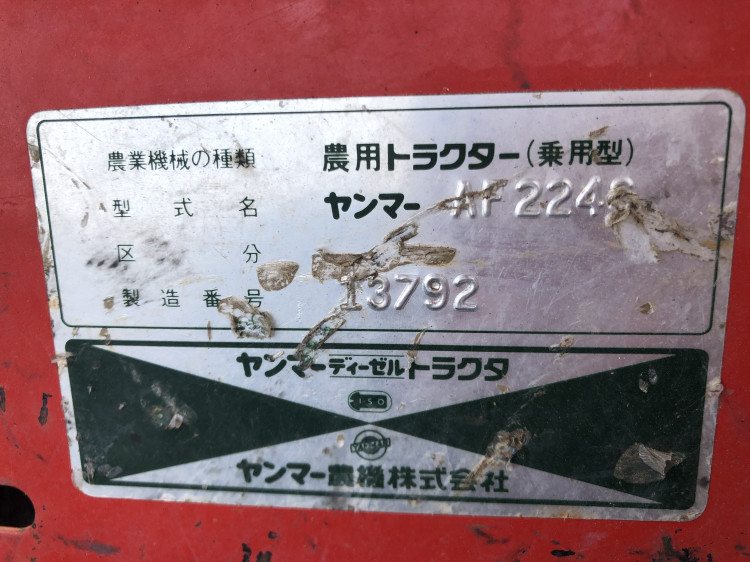 農業機械の種類 農用トラクター(乗用型)
型式名 ヤンマー AF224
区分
製造番号 13792
ヤンマーディーゼルトラクタ
I·S·O
ヤンマー農機株式会社